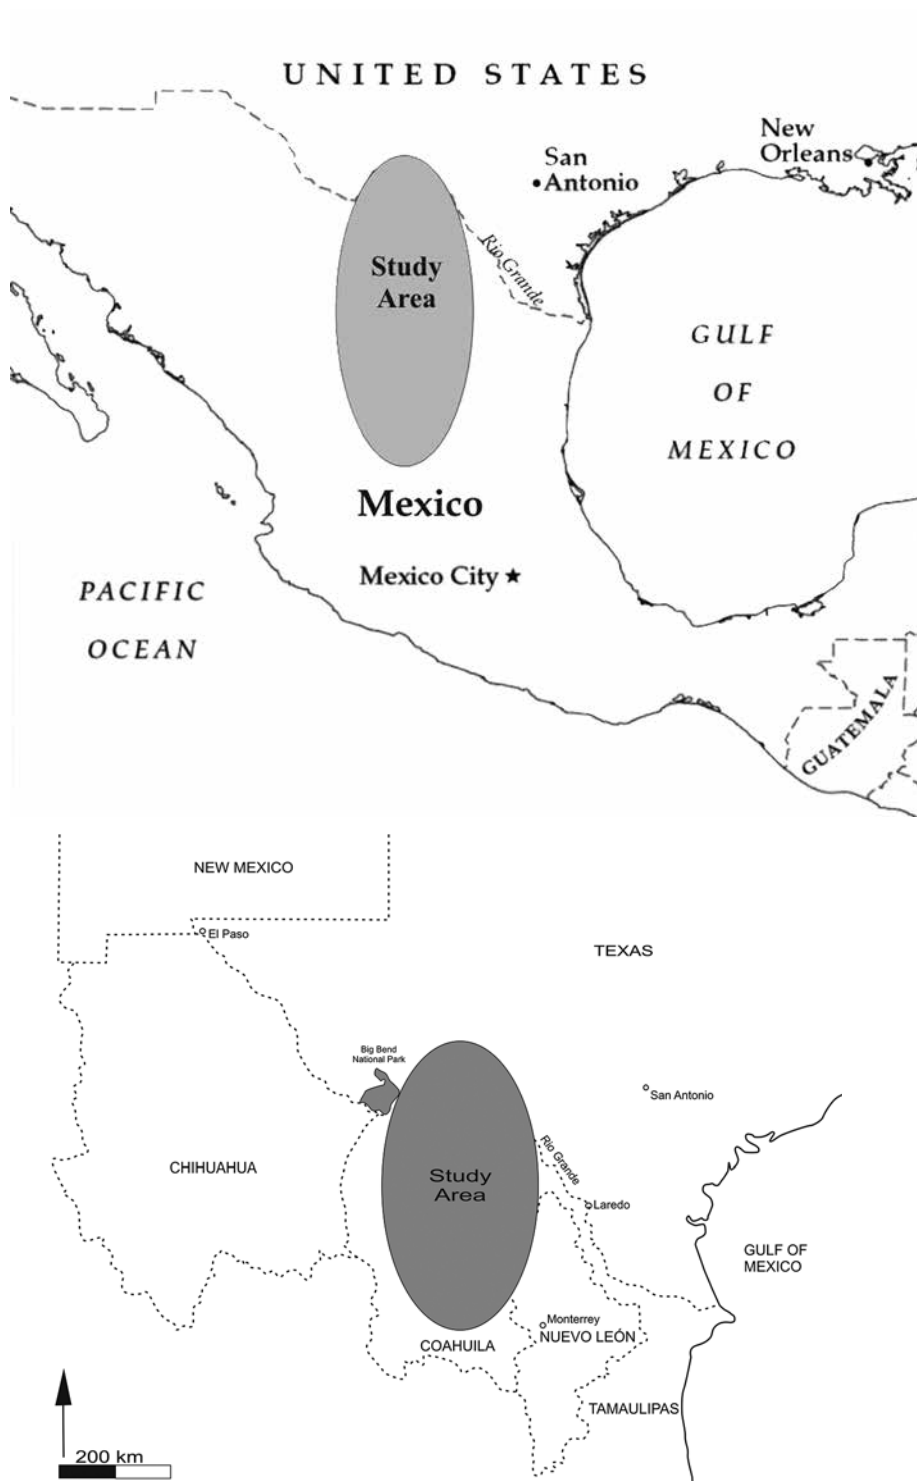 UNITED STATES
New
Orleans
San
Antonio
Rio Grande
Study
Area
GULF
OF
MEXICO
Mexico
Mexico City
PACIFIC
OCEAN
GUATEMALA
NEW MEXICO
El Paso
TEXAS
Big Bend
National Park
San Antonio
Rio Grande
CHIHUAHUA
Study
Area
Laredo
GULF OF
MEXICO
Monterrey
NUEVO LEÓN
COAHUILA
TAMAULIPAS
200 km